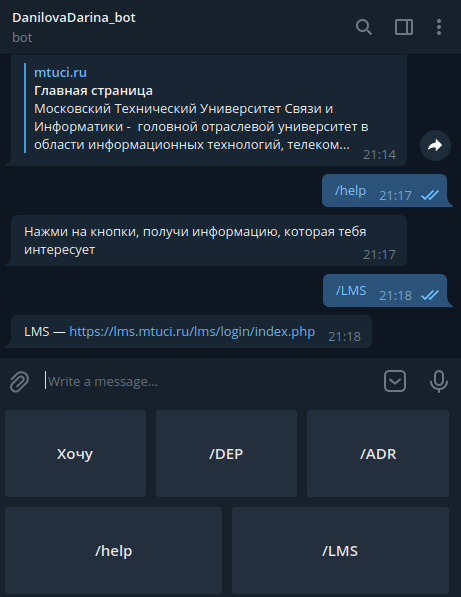 DanilovaDarina_bot
bot
mtuci.ru
Главная страница
Московский Технический Университет Связи и
Информатики -  головной отраслевой университет в
области информационных технологий, телеком...
21:14
/help
21:17
Нажми на кнопки, получи информацию, которая тебя
интересует
21:17
/LMS
21:18
LMS — https://lms.mtuci.ru/lms/login/index.php
21:18
Write a message...
Хочу
/DEP
/ADR
/help
/LMS